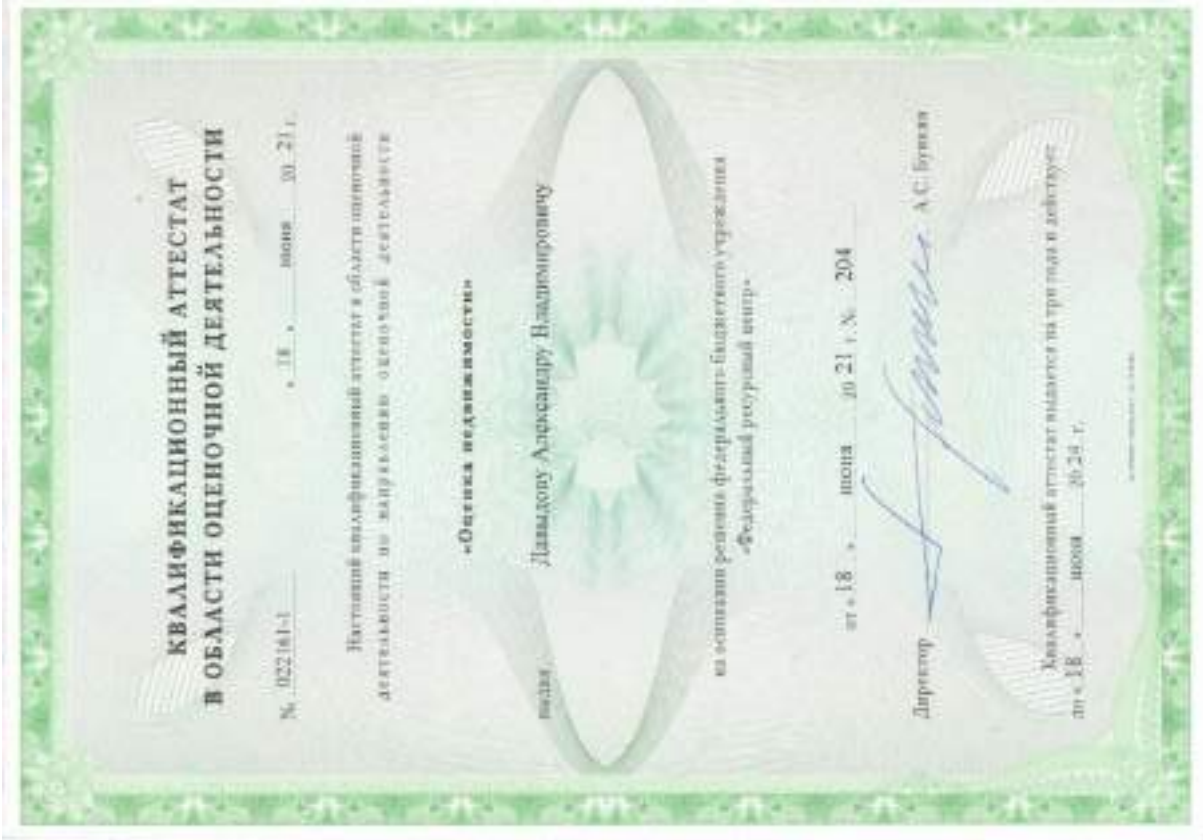 КВАЛИФИКАЦИОННЫЙ АТТЕСТАТ
В ОБЛАСТИ ОЦЕНОЧНОЙ ДЕЯТЕЛЬНОСТИ
№ 022161-1 « 18 » июня 20 21 г.
Настоящий квалификационный аттестат в области оценочной
деятельности по направлению оценочной деятельности
«Оценка недвижимости»
выдан Давыдову Александру Владимировичу
на основании решения федерального бюджетного учреждения
«Федеральный ресурсный центр»
от « 18 » июня 20 21 г. № 204
Директор А.С. Бункин
Квалификационный аттестат выдается на три года и действует
до « 18 » июня 20 24 г.